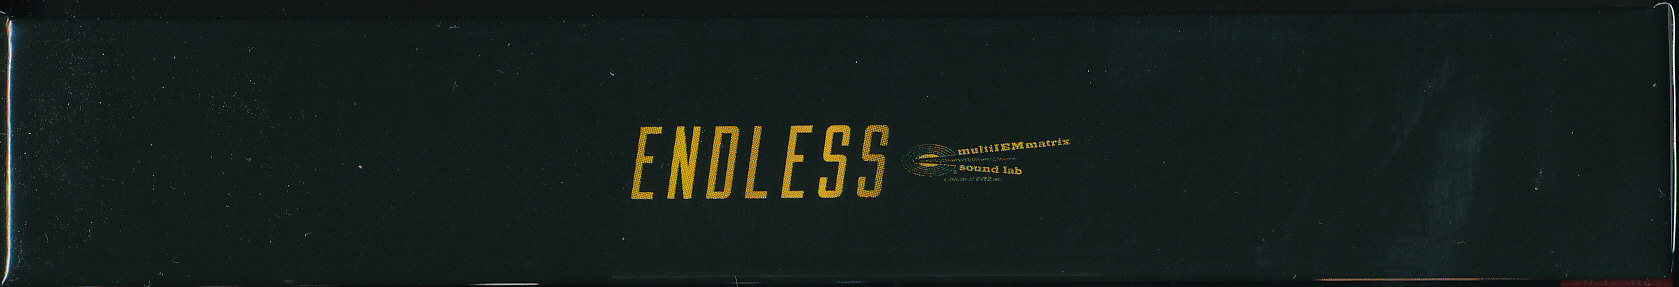 ENDLESS
multiIEMmatrix
sound lab